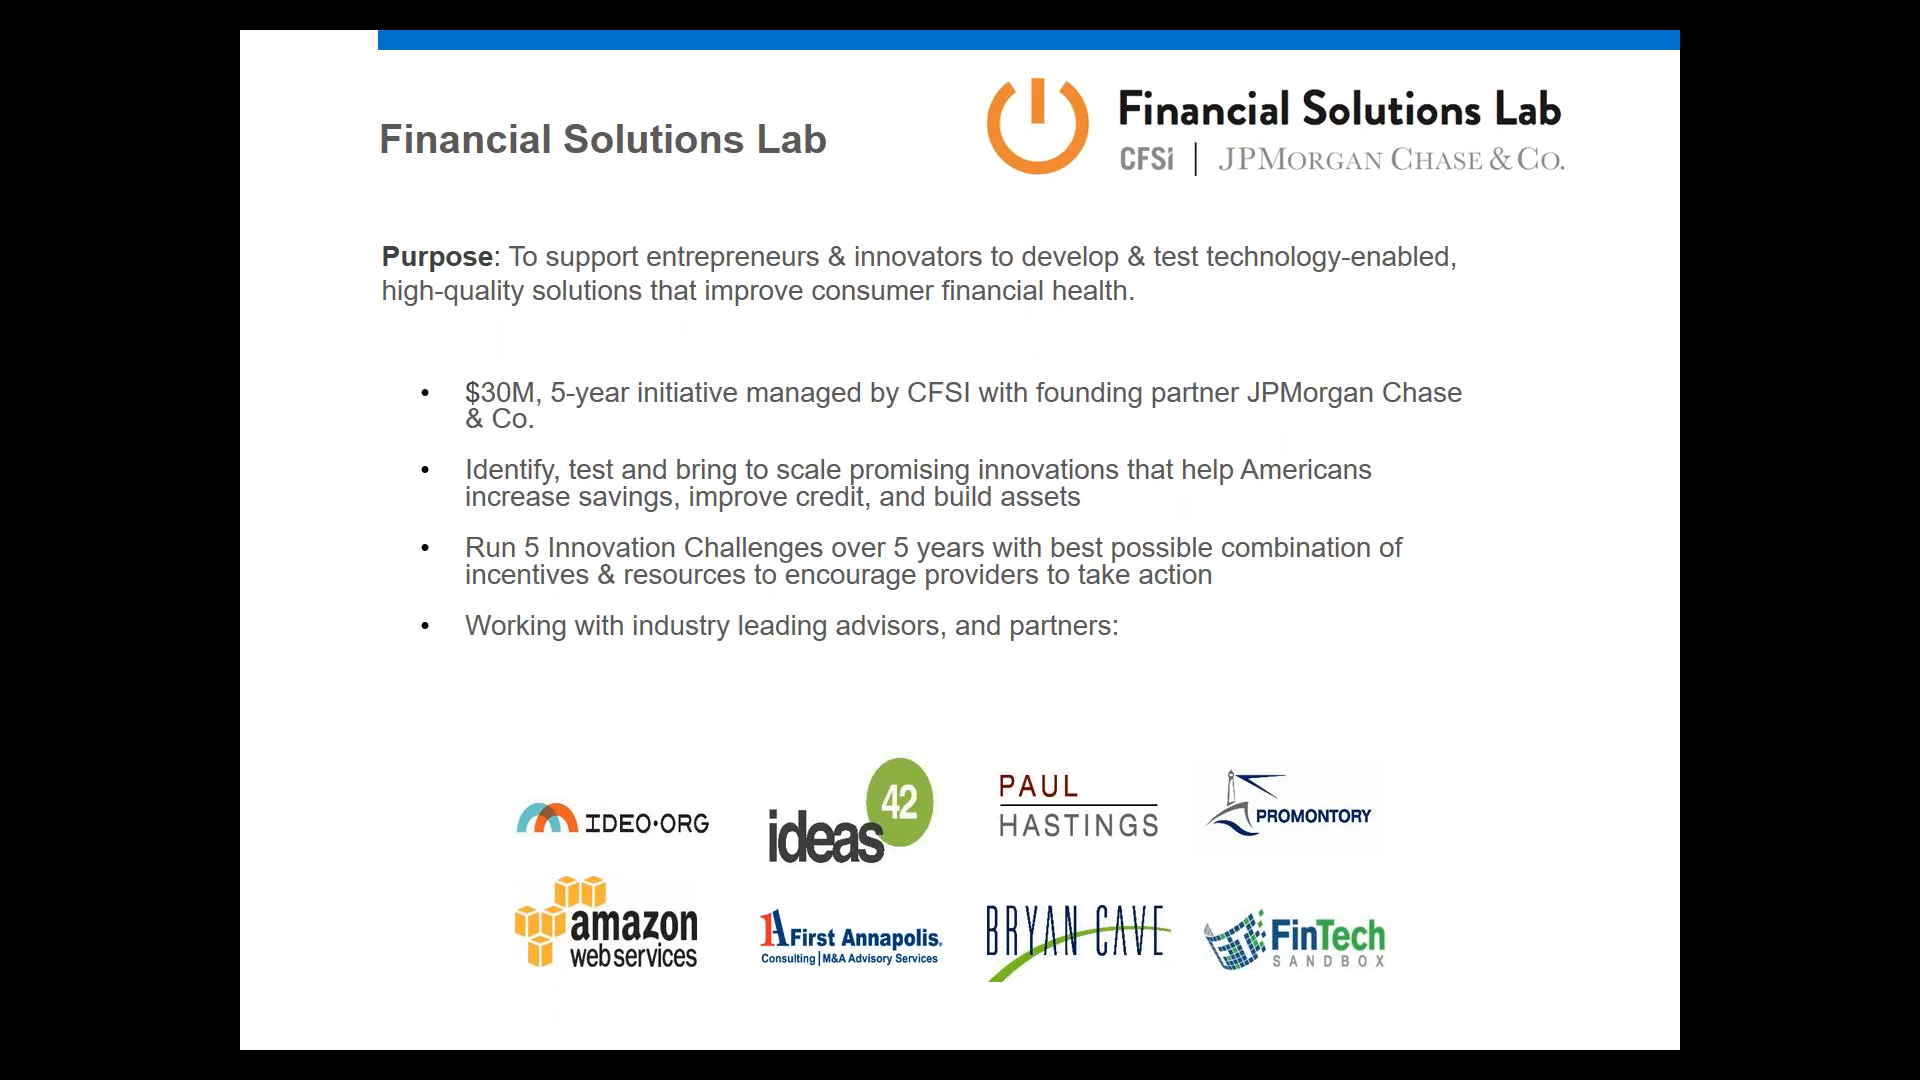 Financial Solutions Lab
Financial Solutions Lab
CFSi | JPMORGAN CHASE & CO.
Purpose: To support entrepreneurs & innovators to develop & test technology-enabled,
high-quality solutions that improve consumer financial health.
• $30M, 5-year initiative managed by CFSI with founding partner JPMorgan Chase
& Co.
• Identify, test and bring to scale promising innovations that help Americans
increase savings, improve credit, and build assets
• Run 5 Innovation Challenges over 5 years with best possible combination of
incentives & resources to encourage providers to take action
• Working with industry leading advisors, and partners:
IDEO•ORG
ideas
42
PAUL
HASTINGS
PROMONTORY
amazon
webservices
1A First Annapolis.
Consulting | M&A Advisory Services
BRYAN CAVE
FinTech
SANDBOX